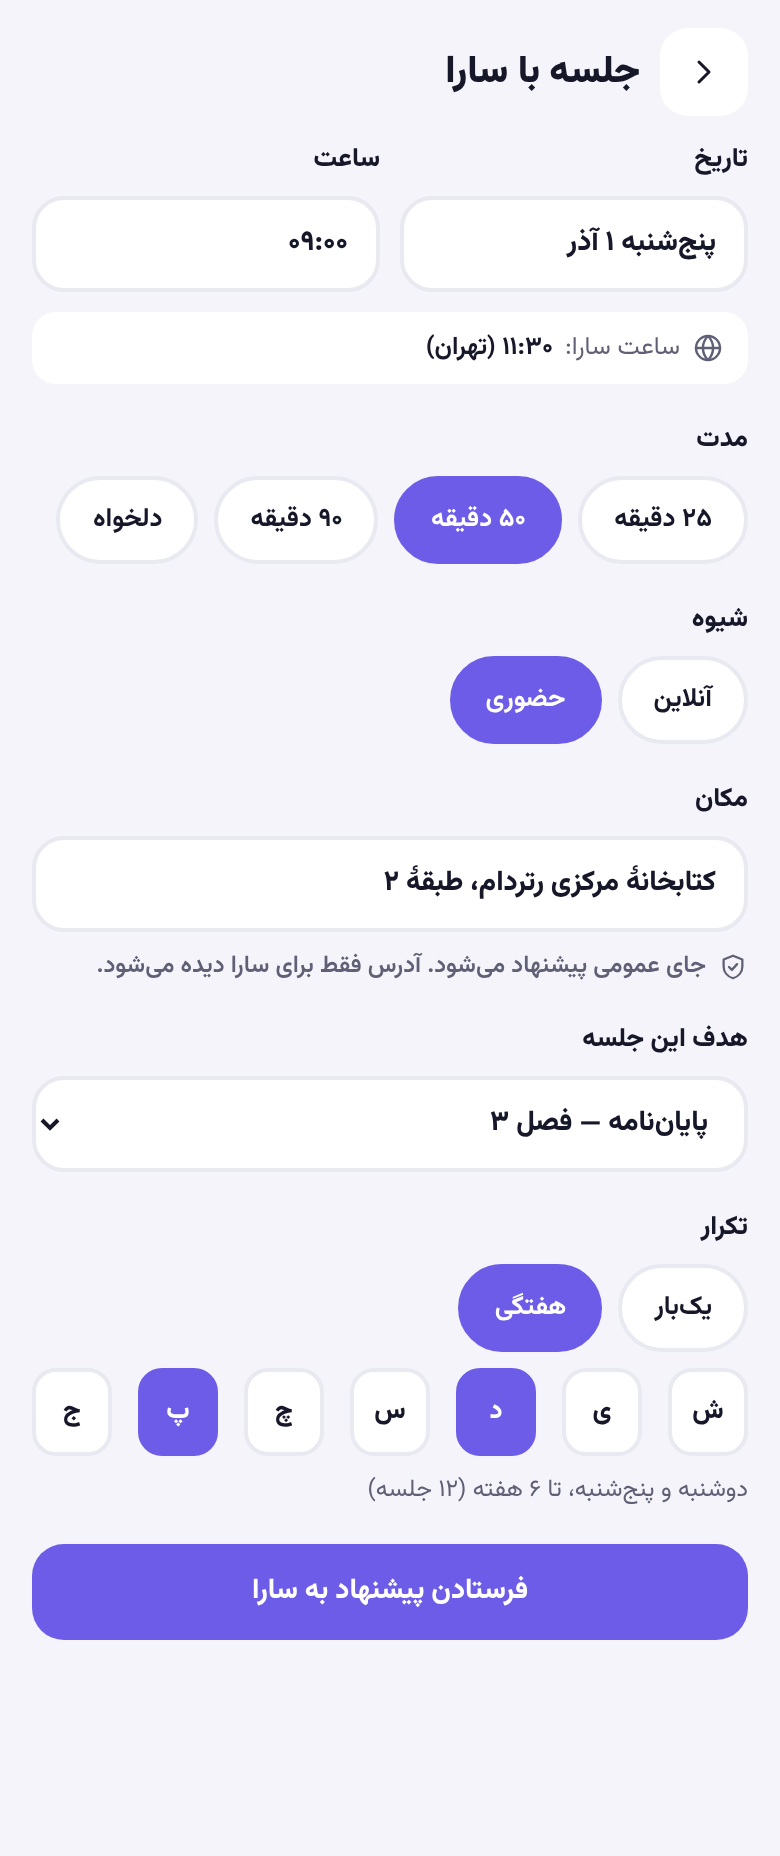 جلسه با سارا
تاریخ
ساعت
پنج‌شنبه ۱ آذر
۰۹:۰۰
ساعت سارا: ۱۱:۳۰ (تهران)
مدت
۲۵ دقیقه
۵۰ دقیقه
۹۰ دقیقه
دلخواه
شیوه
آنلاین
حضوری
مکان
کتابخانهٔ مرکزی رتردام، طبقهٔ ۲
جای عمومی پیشنهاد می‌شود. آدرس فقط برای سارا دیده می‌شود.
هدف این جلسه
پایان‌نامه — فصل ۳
تکرار
یک‌بار
هفتگی
ش
ی
د
س
چ
پ
ج
دوشنبه و پنج‌شنبه، تا ۶ هفته (۱۲ جلسه)
فرستادن پیشنهاد به سارا